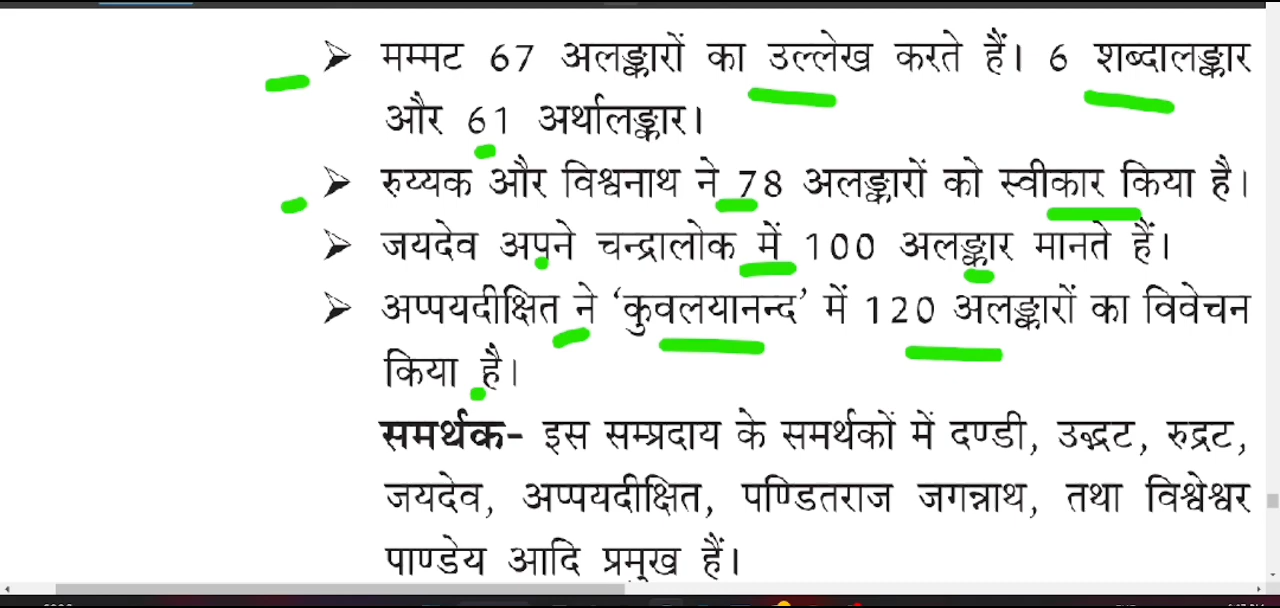 ➢ मम्मट 67 अलङ्कारों का उल्लेख करते हैं। 6 शब्दालङ्कार
और 61 अर्थालङ्कार।
➢ रुय्यक और विश्वनाथ ने 78 अलङ्कारों को स्वीकार किया है।
➢ जयदेव अपने चन्द्रालोक में 100 अलङ्कार मानते हैं।
➢ अप्पयदीक्षित ने ‘कुवलयानन्द’ में 120 अलङ्कारों का विवेचन
किया है।
समर्थक- इस सम्प्रदाय के समर्थकों में दण्डी, उद्भट, रुद्रट,
जयदेव, अप्पयदीक्षित, पण्डितराज जगन्नाथ, तथा विश्वेश्वर
पाण्डेय आदि प्रमुख हैं।